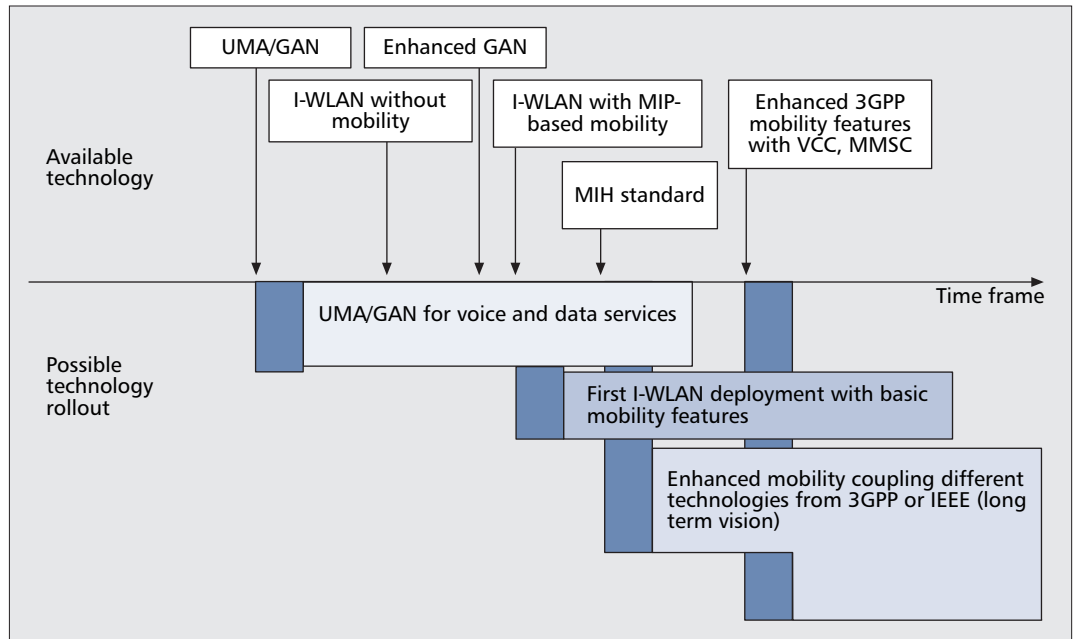 UMA/GAN
Enhanced GAN
I-WLAN without
mobility
I-WLAN with MIP-
based mobility
Enhanced 3GPP
mobility features
with VCC, MMSC
Available
technology
MIH standard
Time frame
UMA/GAN for voice and data services
Possible
technology
rollout
First I-WLAN deployment with basic
mobility features
Enhanced mobility coupling different
technologies from 3GPP or IEEE (long
term vision)